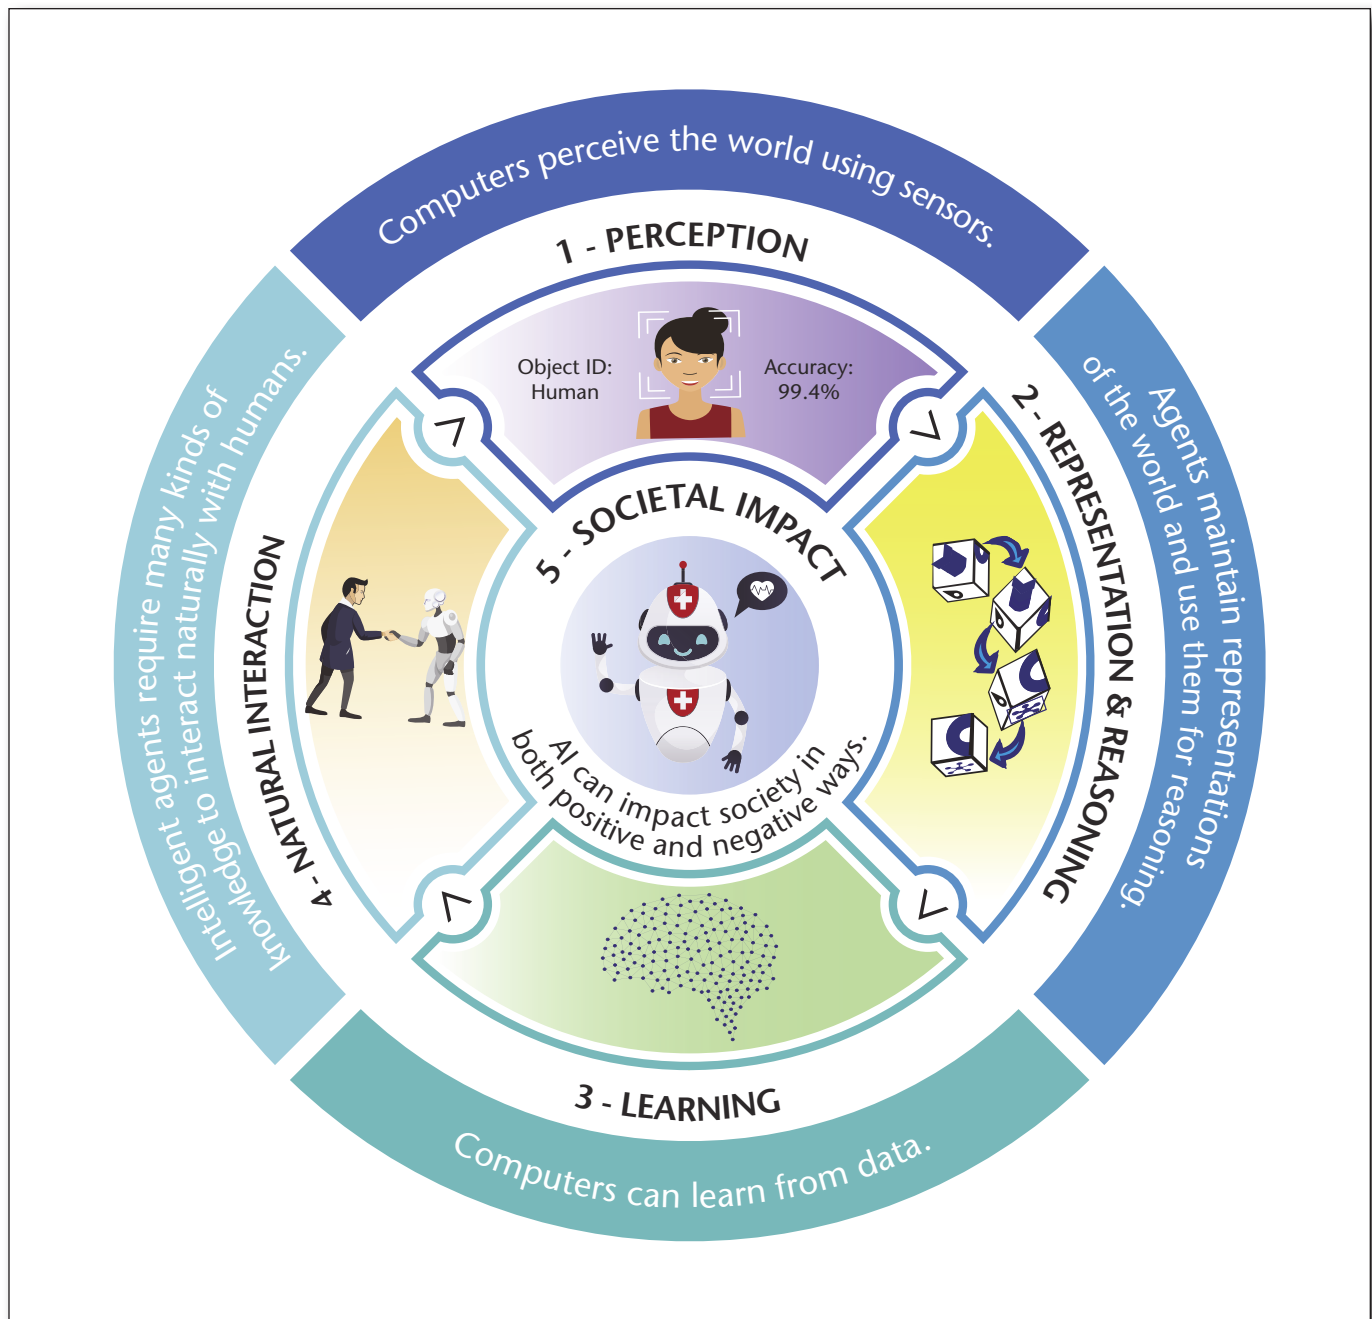 Computers perceive the world using sensors.
1 - PERCEPTION
Object ID:
Human
Accuracy:
99.4%
2 - REPRESENTATION & REASONING
Agents maintain representations
of the world and use them for reasoning.
3 - LEARNING
Computers can learn from data.
4 - NATURAL INTERACTION
Intelligent agents require many kinds of
knowledge to interact naturally with humans.
5 - SOCIETAL IMPACT
AI can impact society in
both positive and negative ways.